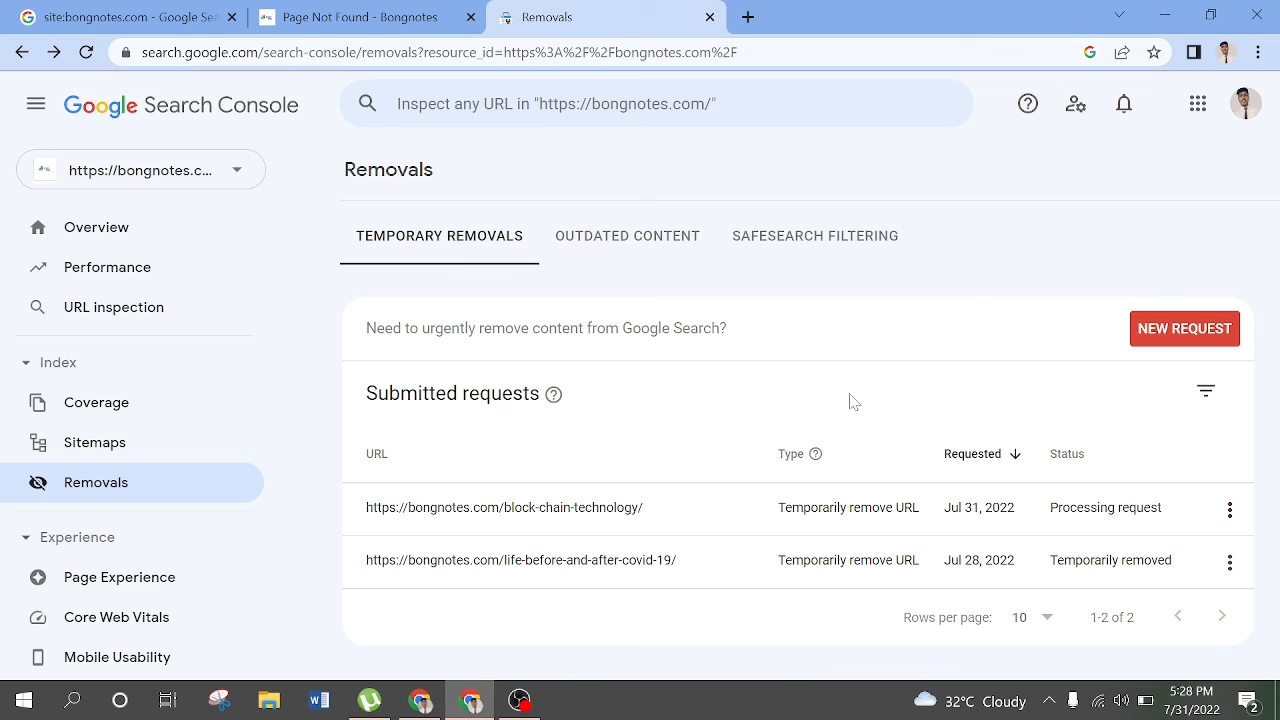 site:bongnotes.com - Google Sea
Page Not Found - Bongnotes
Removals
search.google.com/search-console/removals?resource_id=https%3A%2F%2Fbongnotes.com%2F
Google Search Console
Inspect any URL in "https://bongnotes.com/"
https://bongnotes.c...
Removals
Overview
Performance
URL inspection
Index
Coverage
Sitemaps
Removals
Experience
Page Experience
Core Web Vitals
Mobile Usability
TEMPORARY REMOVALS OUTDATED CONTENT SAFESEARCH FILTERING
Need to urgently remove content from Google Search?
NEW REQUEST
Submitted requests
URL Type Requested Status
https://bongnotes.com/block-chain-technology/ Temporarily remove URL Jul 31, 2022 Processing request
https://bongnotes.com/life-before-and-after-covid-19/ Temporarily remove URL Jul 28, 2022 Temporarily removed
Rows per page: 10 1-2 of 2
32°C Cloudy
5:28 PM
7/31/2022
2